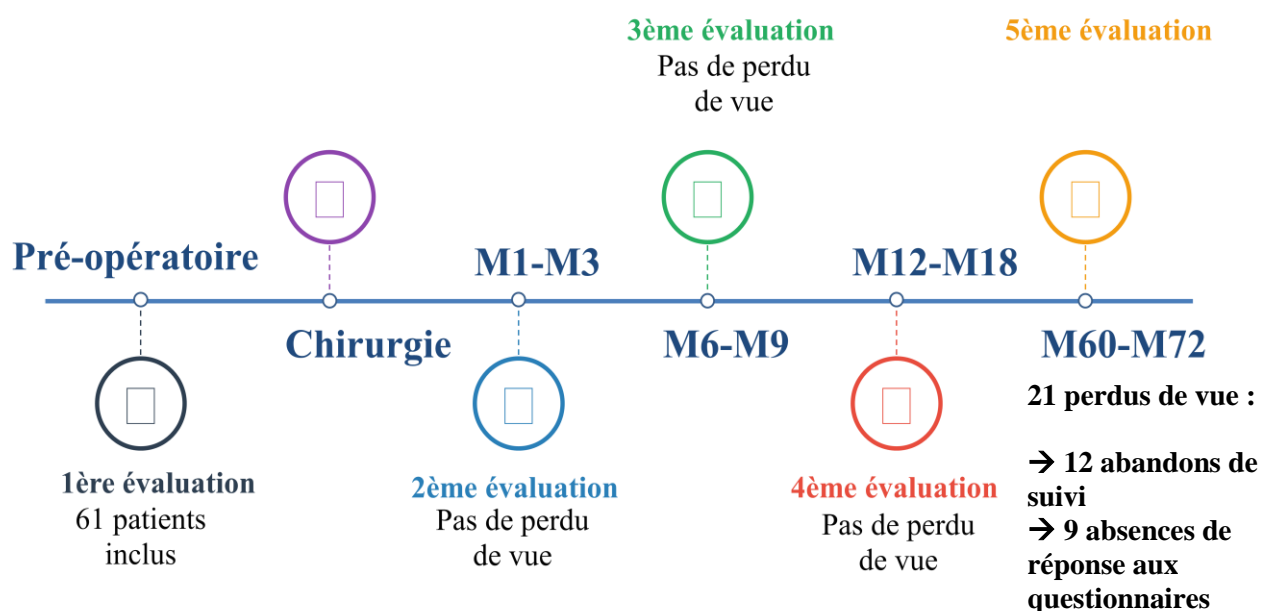 3ème évaluation
Pas de perdu
de vue
5ème évaluation
Pré-opératoire
M1-M3
M12-M18
Chirurgie
M6-M9
M60-M72
1ère évaluation
61 patients
inclus
2ème évaluation
Pas de perdu
de vue
4ème évaluation
Pas de perdu
de vue
21 perdus de vue :
→ 12 abandons de
suivi
→ 9 absences de
réponse aux
questionnaires